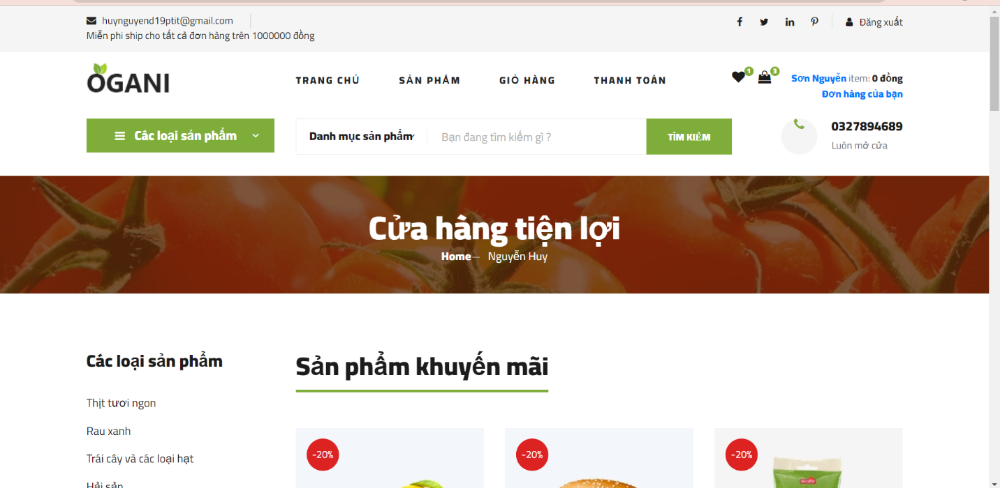 huynguyend19ptit@gmail.com
Miễn phi ship cho tất cả đơn hàng trên 1000000 đồng
Đăng xuất
OGANI
TRANG CHỦ
SẢN PHẨM
GIỎ HÀNG
THANH TOÁN
1
3
Sơn Nguyễn item: 0 đồng
Đơn hàng của bạn
Các loại sản phẩm
Danh mục sản phẩm
Bạn đang tìm kiếm gì ?
TÌM KIẾM
0327894689
Luôn mở cửa
Cửa hàng tiện lợi
Home – Nguyễn Huy
Các loại sản phẩm
Thịt tươi ngon
Rau xanh
Trái cây và các loại hạt
Hải sản
Sản phẩm khuyến mãi
-20%
-20%
-20%